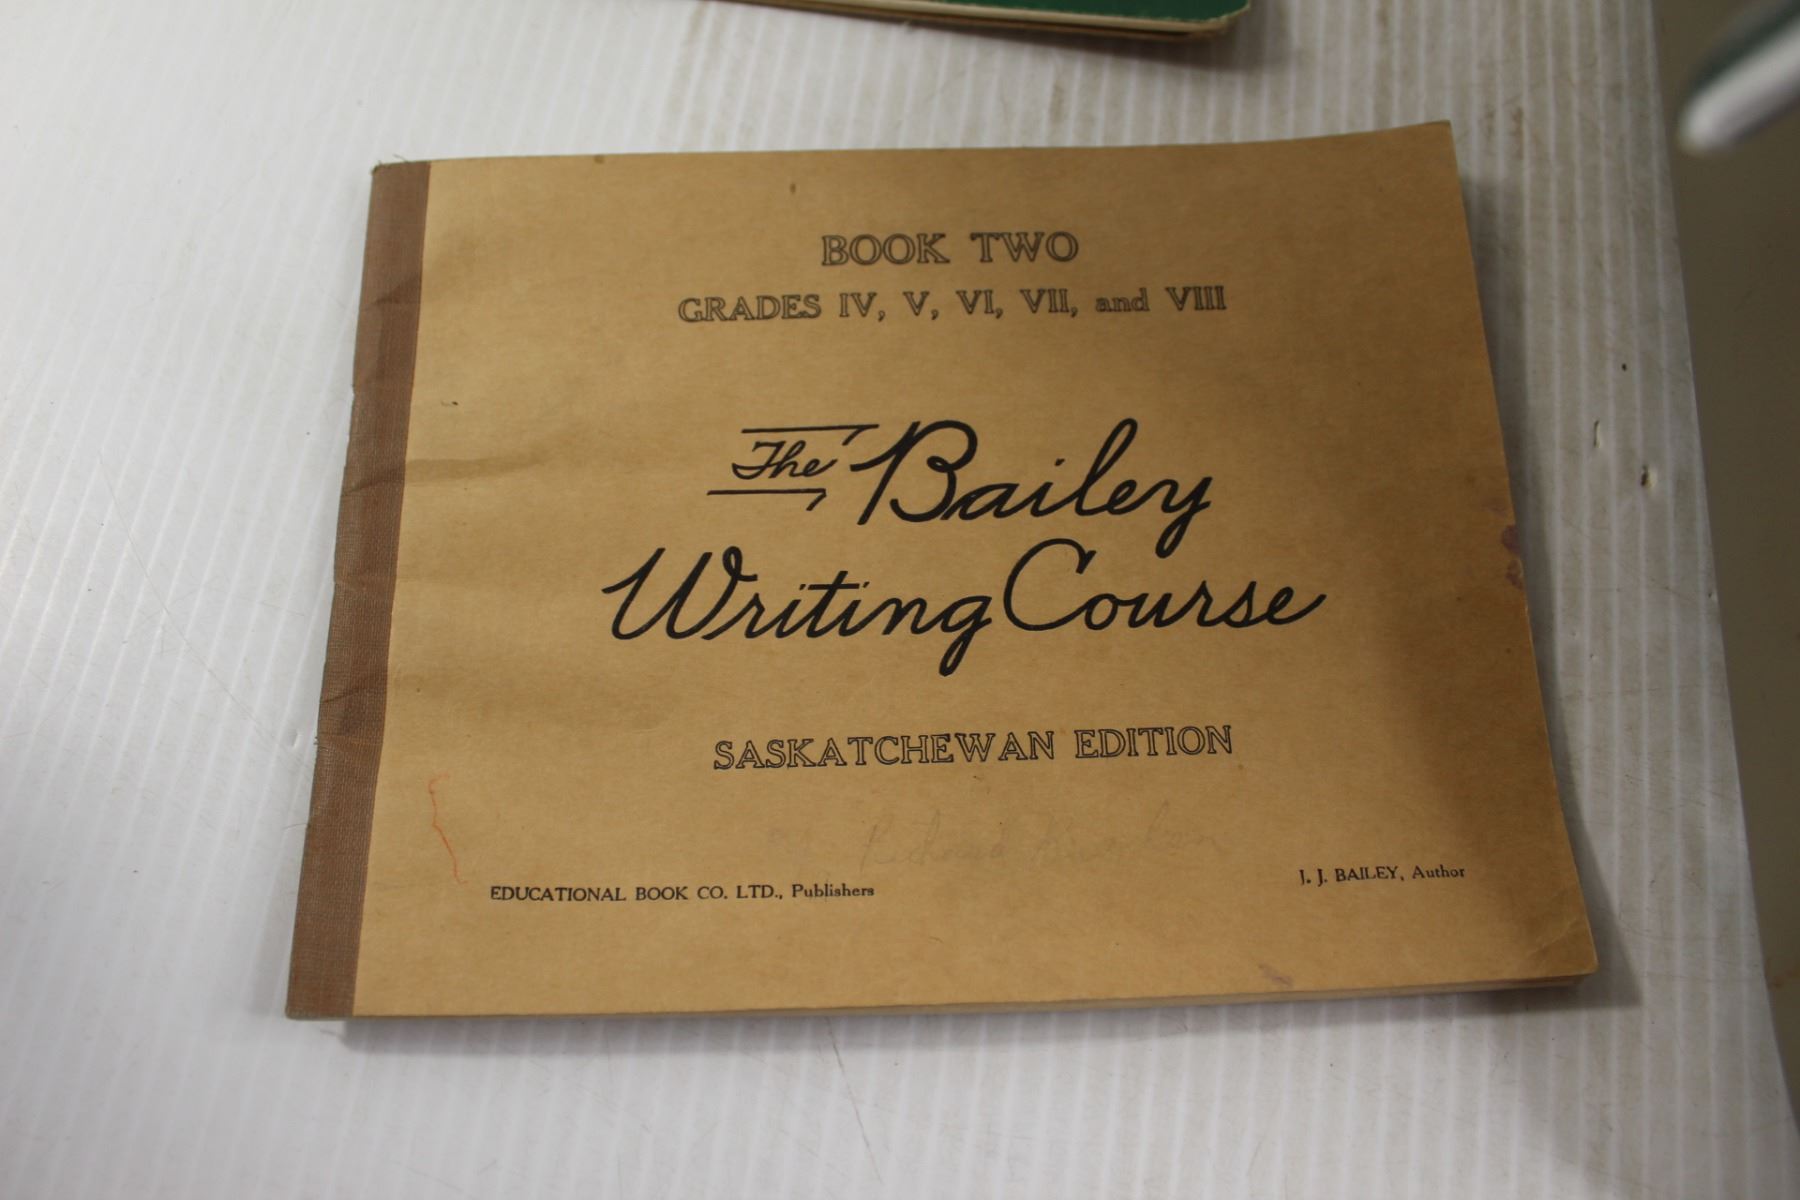 BOOK TWO
GRADES IV, V, VI, VII, and VIII
The Bailey
Writing Course
SASKATCHEWAN EDITION
Richard
EDUCATIONAL BOOK CO. LTD., Publishers
J. J. BAILEY, Author